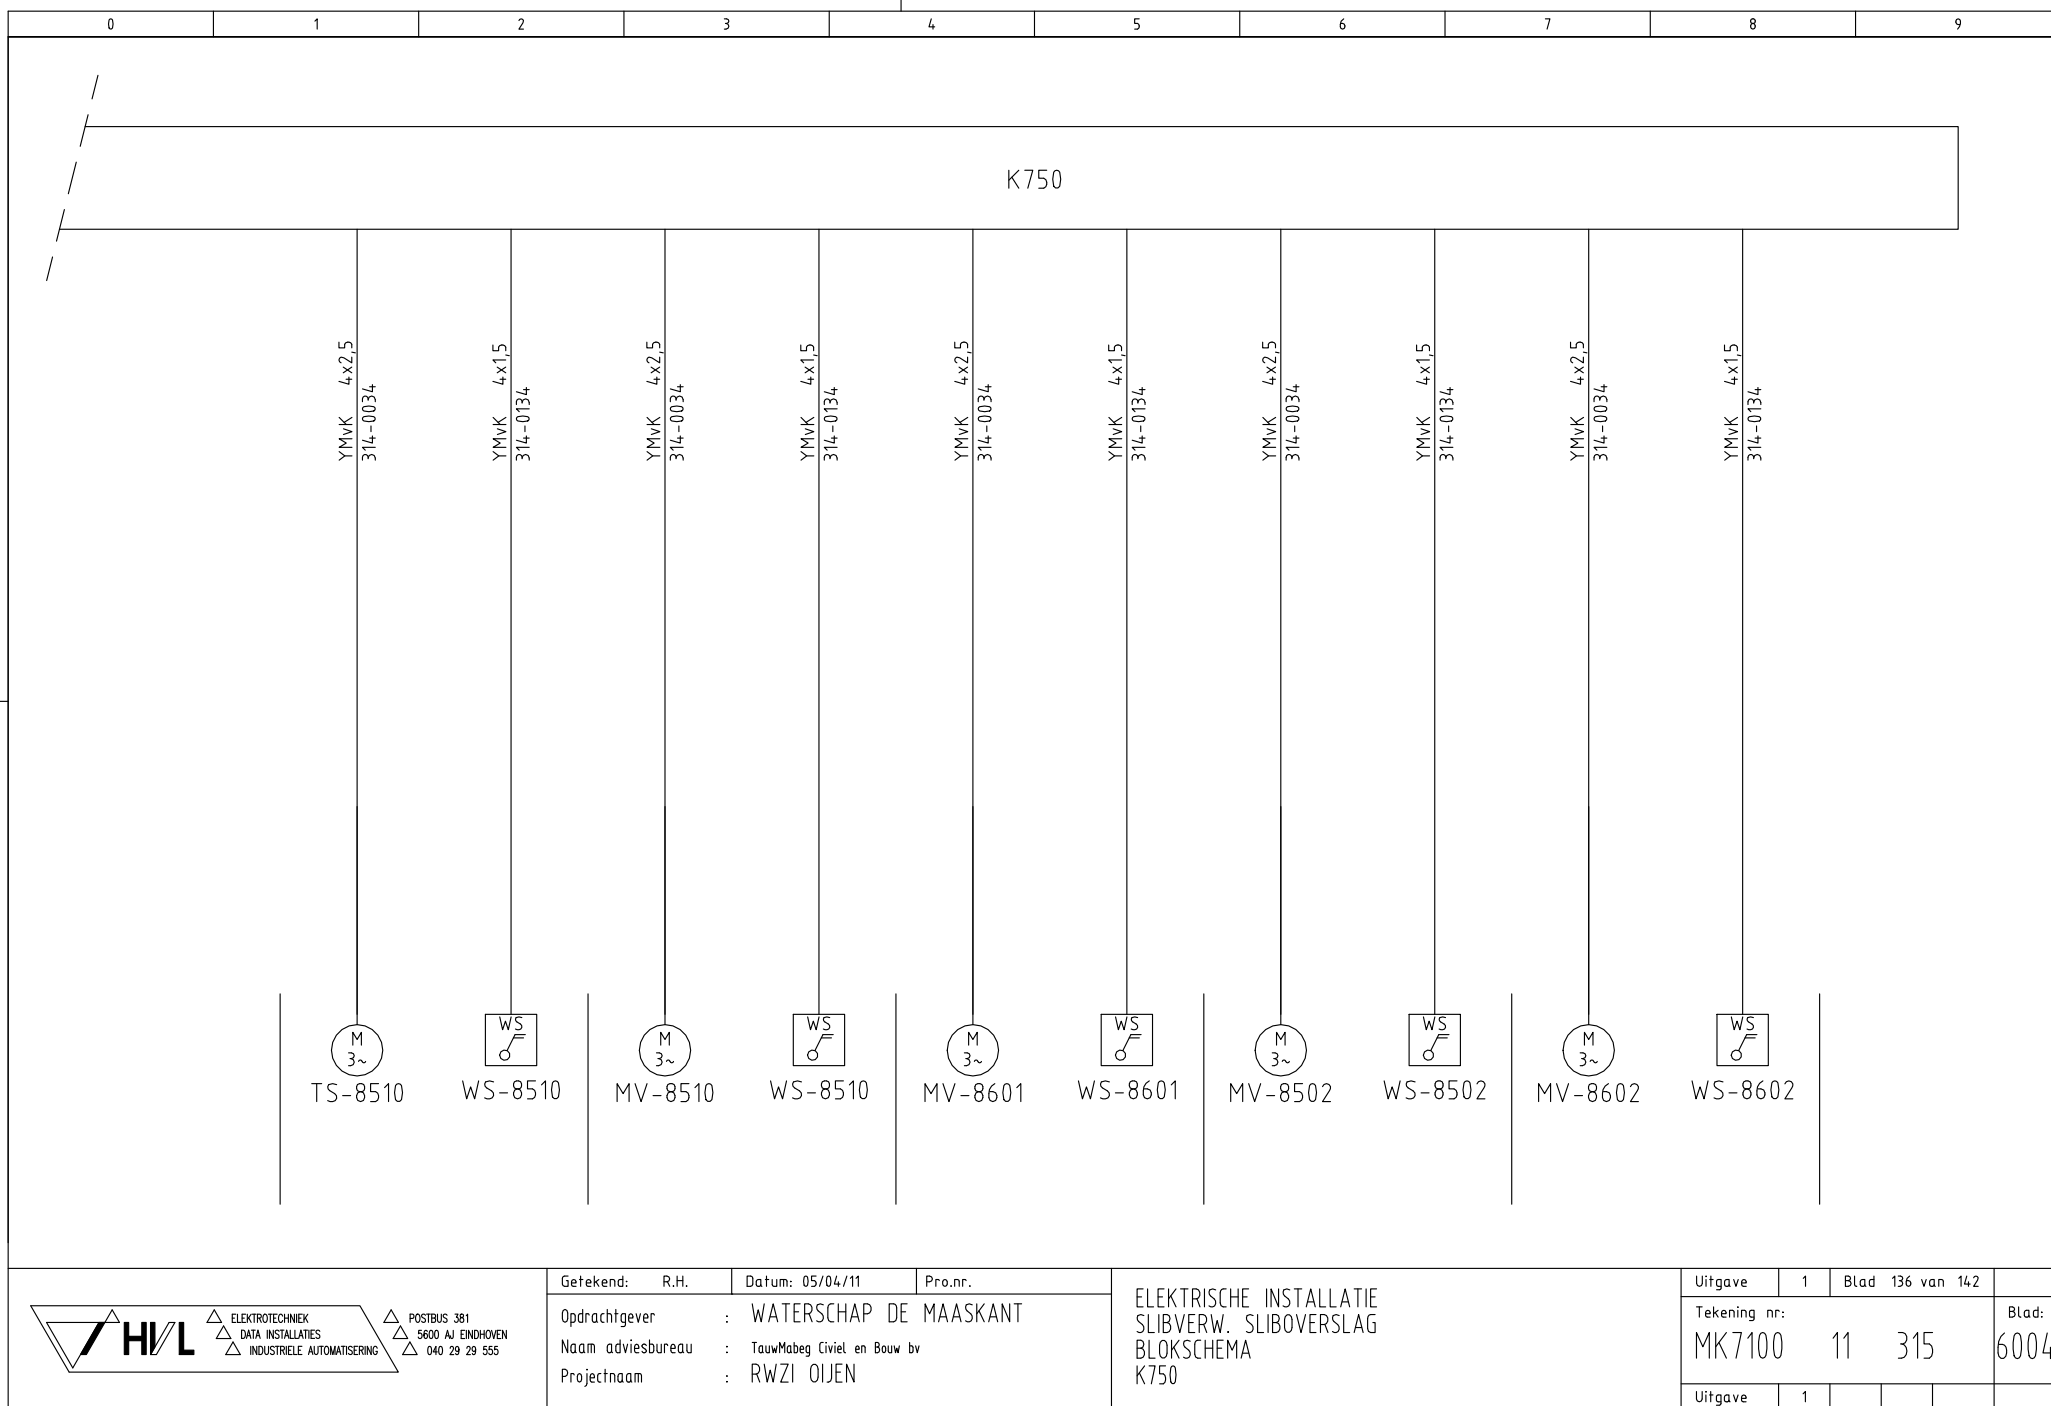 0 1 2 3 4 5 6 7 8 9
K750
YMvK 4x2,5
314-0034
YMvK 4x1,5
314-0134
YMvK 4x2,5
314-0034
YMvK 4x1,5
314-0134
YMvK 4x2,5
314-0034
YMvK 4x1,5
314-0134
YMvK 4x2,5
314-0034
YMvK 4x1,5
314-0134
YMvK 4x2,5
314-0034
YMvK 4x1,5
314-0134
M WS M WS M WS M WS M WS
3~ 3~ 3~ 3~ 3~
TS-8510 WS-8510 MV-8510 WS-8510 MV-8601 WS-8601 MV-8502 WS-8502 MV-8602 WS-8602
HVL
ELEKTROTECHNIEK
DATA INSTALLATIES
INDUSTRIELE AUTOMATISERING
POSTBUS 381
5600 AJ EINDHOVEN
040 29 29 555
Getekend: R.H. Datum: 05/04/11 Pro.nr.
Opdrachtgever : WATERSCHAP DE MAASKANT
Naam adviesbureau : TauwMabeg Civiel en Bouw bv
Projectnaam : RWZI OIJEN
ELEKTRISCHE INSTALLATIE
SLIBVERW. SLIBOVERSLAG
BLOKSCHEMA
K750
Uitgave 1 Blad 136 van 142
Tekening nr: Blad:
MK7100 11 315 6004
Uitgave 1